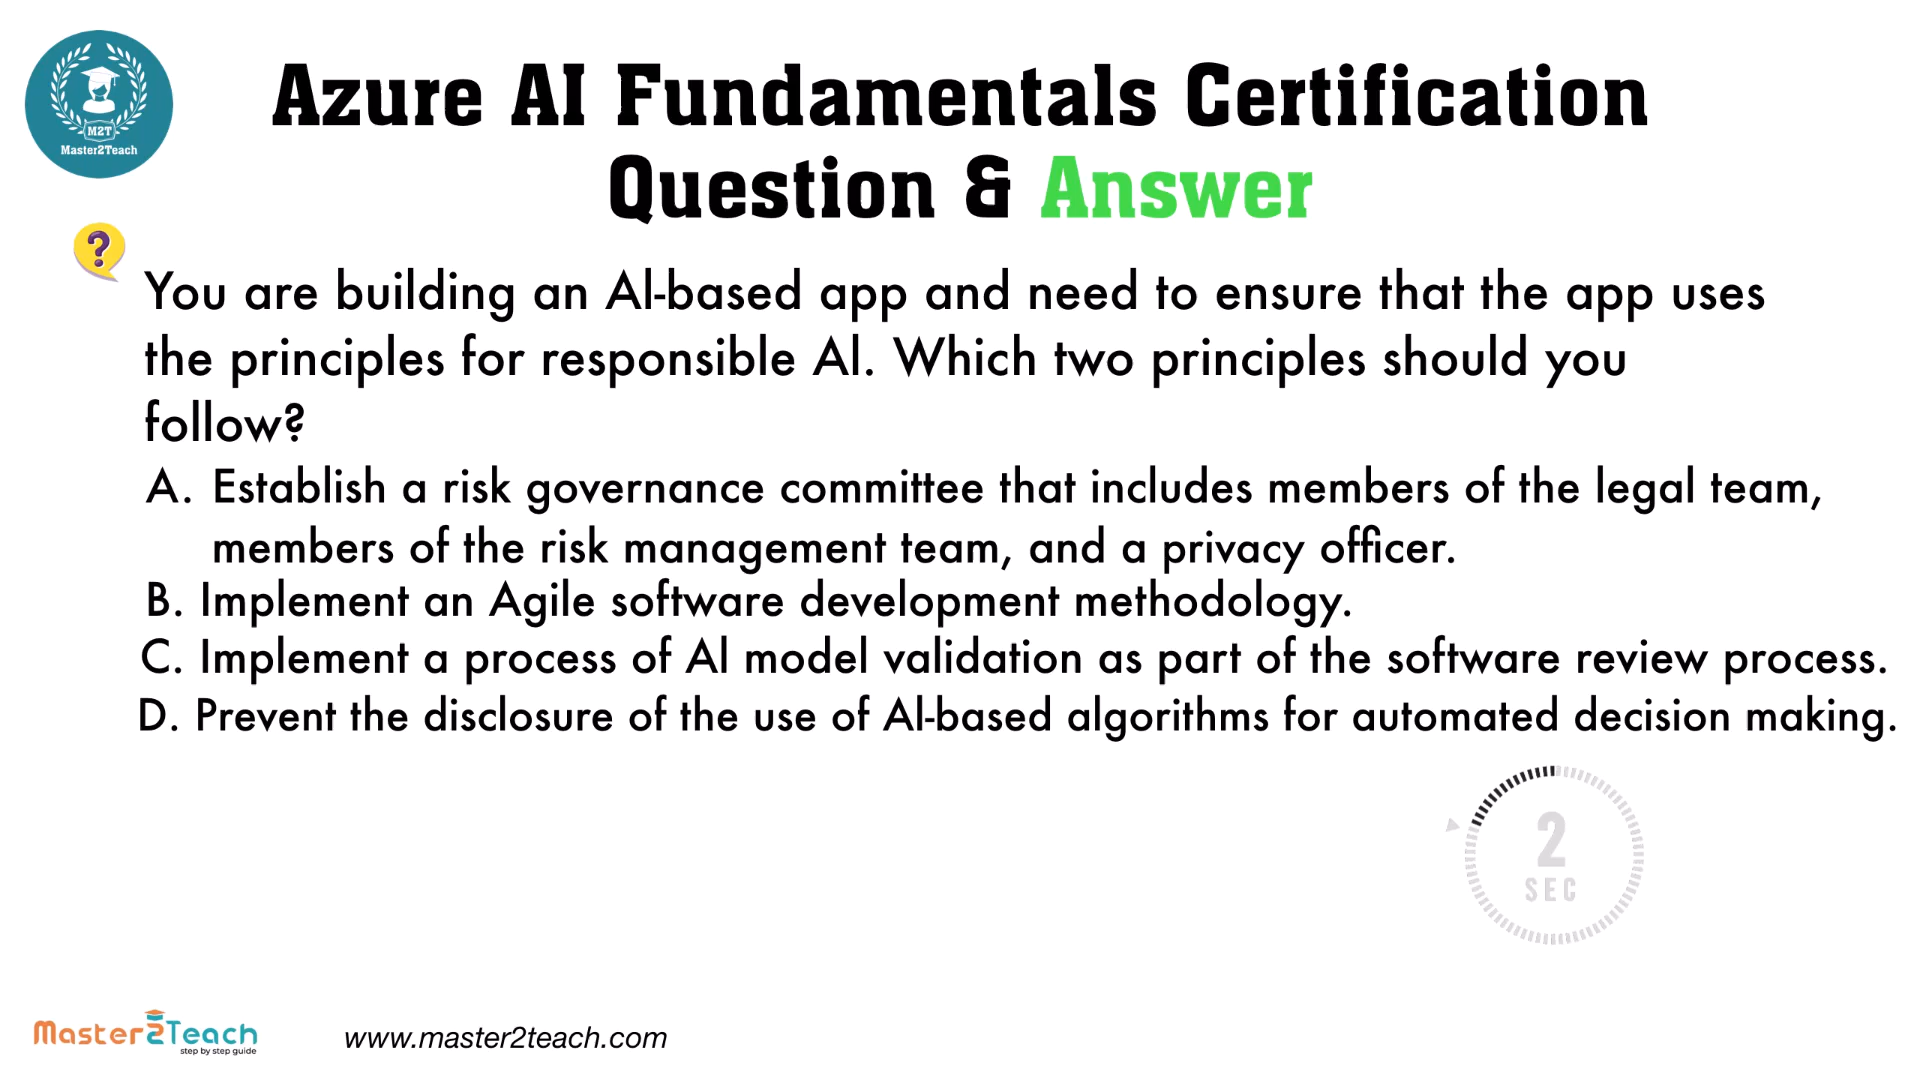 M2T
Master2Teach
Azure AI Fundamentals Certification
Question & Answer
?
You are building an AI-based app and need to ensure that the app uses
the principles for responsible AI. Which two principles should you
follow?
A. Establish a risk governance committee that includes members of the legal team,
members of the risk management team, and a privacy officer.
B. Implement an Agile software development methodology.
C. Implement a process of AI model validation as part of the software review process.
D. Prevent the disclosure of the use of AI-based algorithms for automated decision making.
2
SEC
Master2Teach
step by step guide
www.master2teach.com